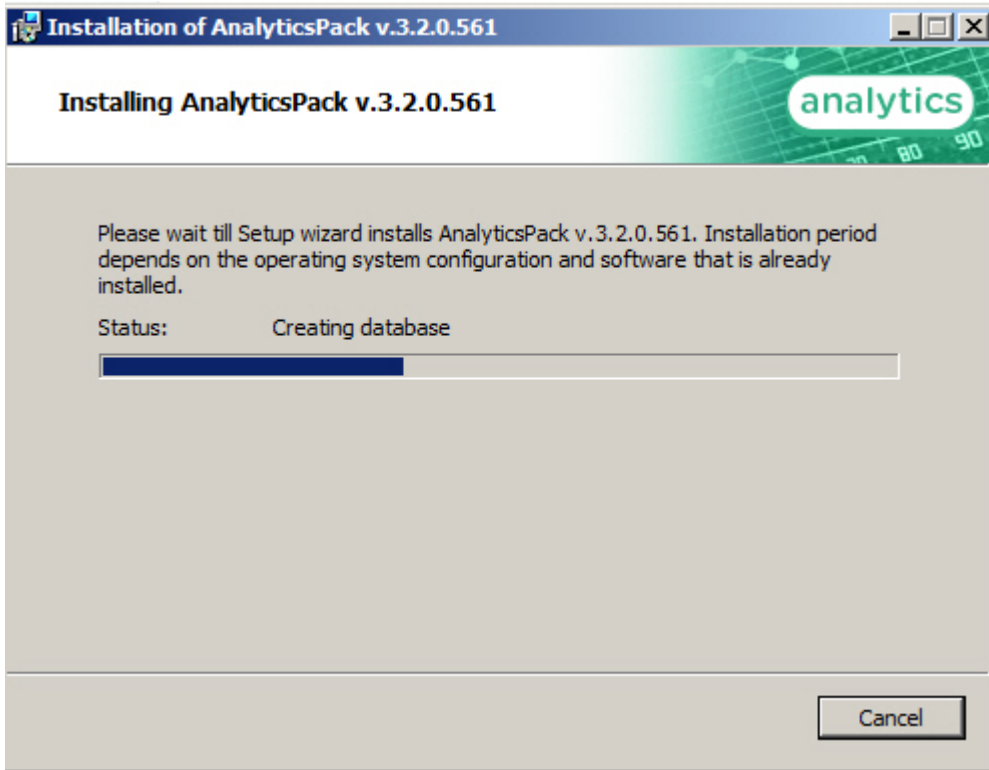 Installation of AnalyticsPack v.3.2.0.561
Installing AnalyticsPack v.3.2.0.561
analytics
70 80 90
Please wait till Setup wizard installs AnalyticsPack v.3.2.0.561. Installation period
depends on the operating system configuration and software that is already
installed.
Status: Creating database
Cancel